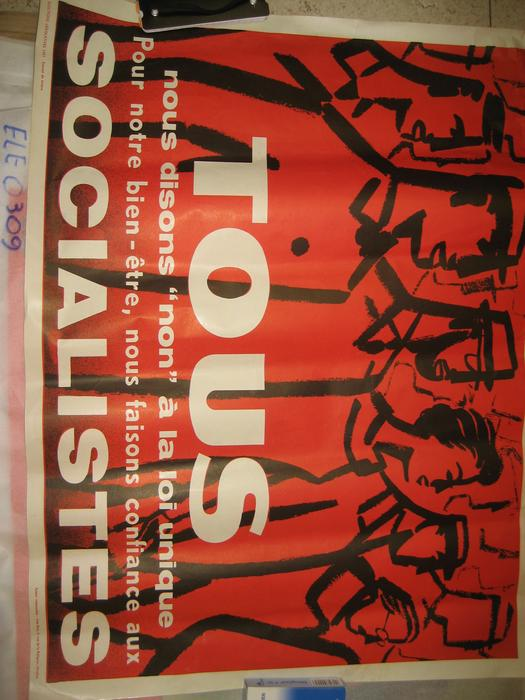 TOUS
nous disons "non" à la loi unique
Pour notre bien-être, nous faisons confiance aux
SOCIALISTES
ELE 0309